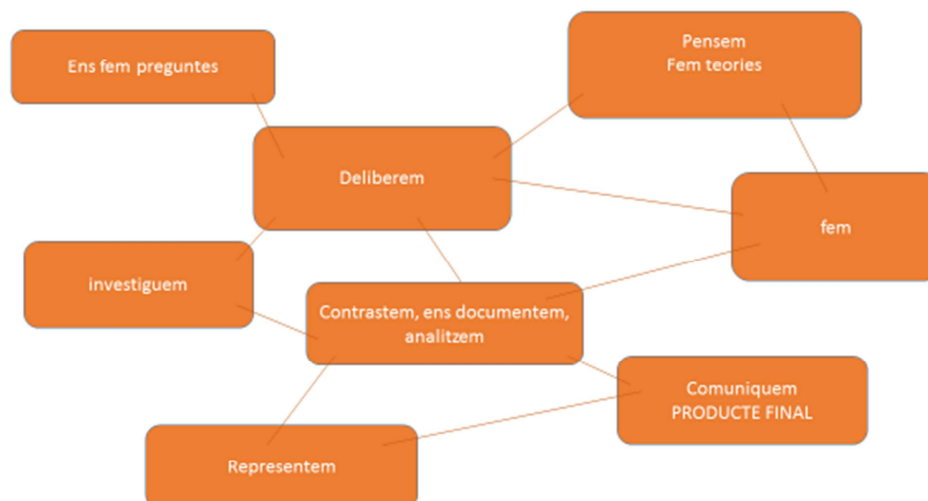 Ens fem preguntes
Pensem
Fem teories
Deliberem
fem
investiguem
Contrastem, ens documentem,
analitzem
Comuniquem
PRODUCTE FINAL
Representem